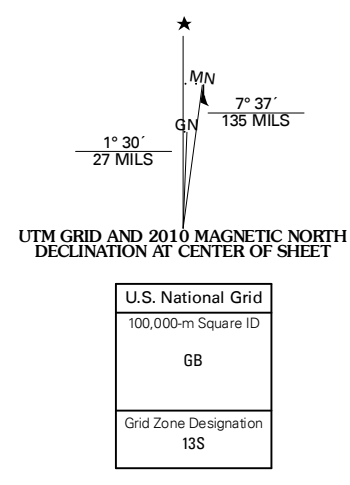 MN
GN
7° 37´
135 MILS
1° 30´
27 MILS
UTM GRID AND 2010 MAGNETIC NORTH
DECLINATION AT CENTER OF SHEET
U.S. National Grid
100,000-m Square ID
GB
Grid Zone Designation
13S